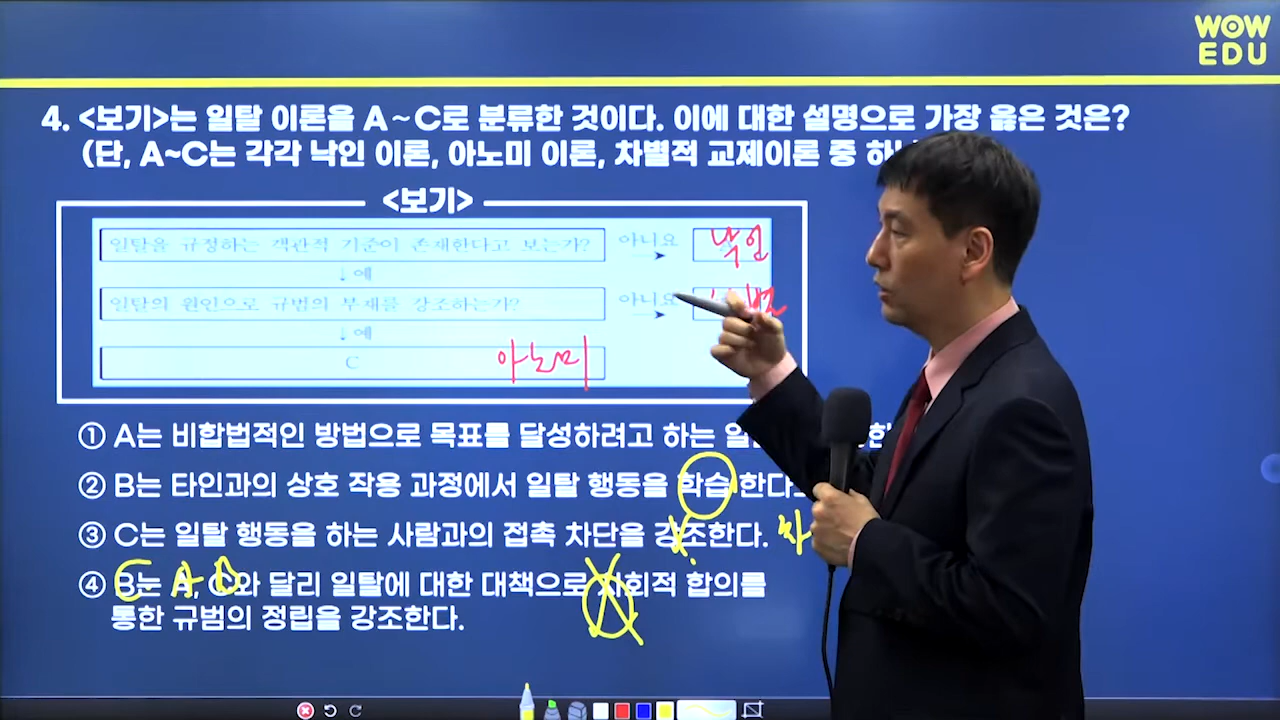 WOW
EDU
4. <보기>는 일탈 이론을 A~C로 분류한 것이다. 이에 대한 설명으로 가장 옳은 것은?
(단, A~C는 각각 낙인 이론, 아노미 이론, 차별적 교제이론 중
<보기>
일탈을 규정하는 객관적 기준이 존재한다고 보는가? 아니요 낙인
↓예
일탈의 원인으로 규범의 부재를 강조하는가? 아니요
↓예
C 아노미
① A는 비합법적인 방법으로 목표를 달성하려고 하는
② B는 타인과의 상호 작용 과정에서 일탈 행동을 학습한다고
③ C는 일탈 행동을 하는 사람과의 접촉 차단을 강조한다. 차
④ B는 A, C와 달리 일탈에 대한 대책으로 사회적 합의를
C A B
통한 규범의 정립을 강조한다.